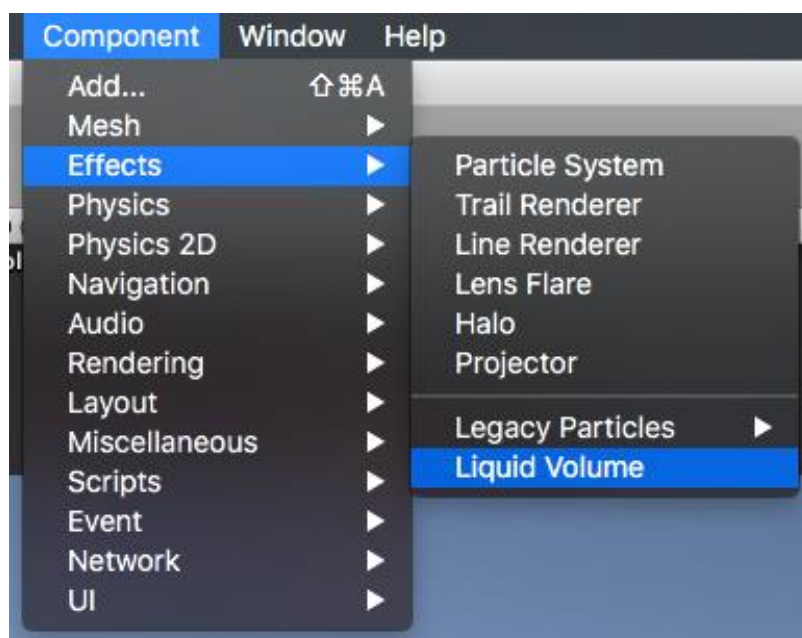 Component Window Help
Add... ⇧⌘A
Mesh
Effects
Physics
Physics 2D
Navigation
Audio
Rendering
Layout
Miscellaneous
Scripts
Event
Network
UI
Particle System
Trail Renderer
Line Renderer
Lens Flare
Halo
Projector
Legacy Particles
Liquid Volume